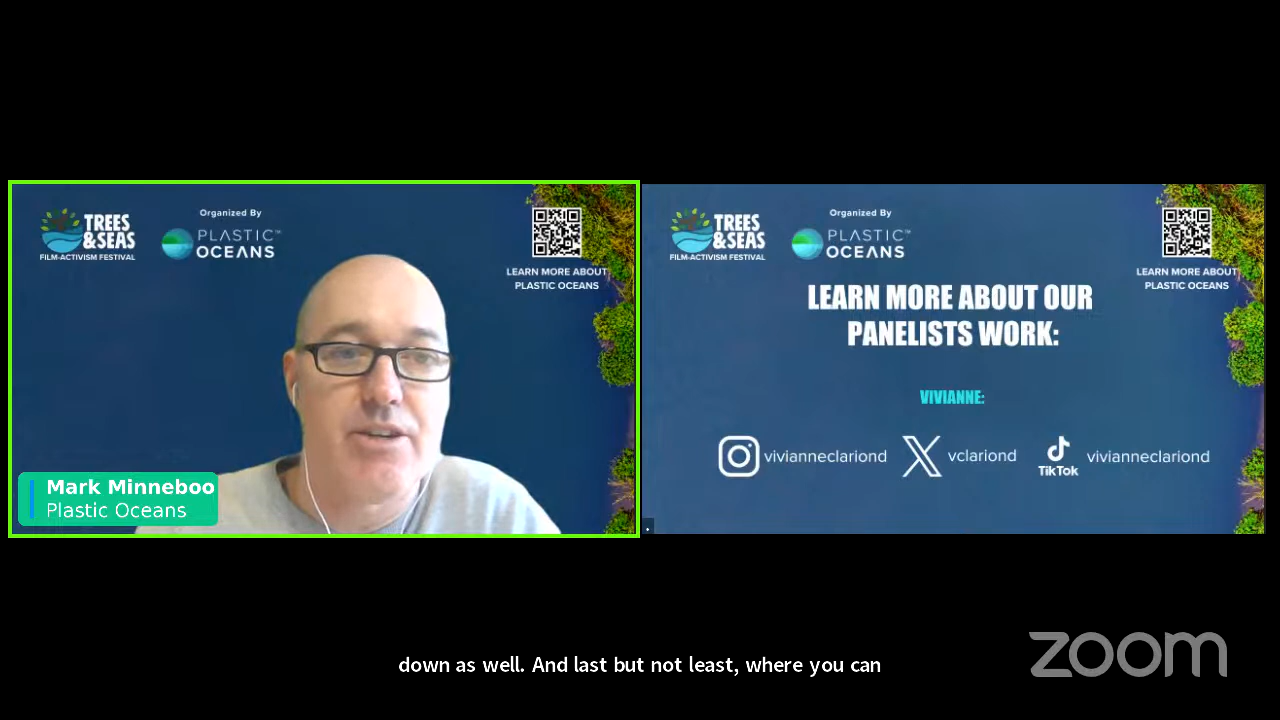 TREES
&SEAS
FILM-ACTIVISM FESTIVAL
Organized By
PLASTIC™
OCEANS
LEARN MORE ABOUT
PLASTIC OCEANS
Mark Minneboo
Plastic Oceans
TREES
&SEAS
FILM-ACTIVISM FESTIVAL
Organized By
PLASTIC™
OCEANS
LEARN MORE ABOUT
PLASTIC OCEANS
LEARN MORE ABOUT OUR
PANELISTS WORK:
VIVIANNE:
vivianneclariond
vclariond
TikTok
vivianneclariond
down as well. And last but not least, where you can
zoom